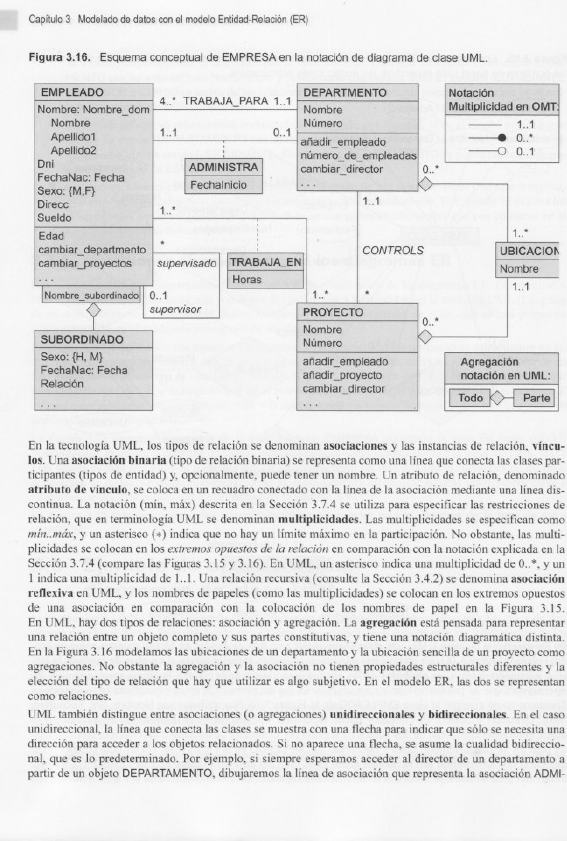 Capítulo 3 Modelado de datos con el modelo Entidad-Relación (ER)
Figura 3.16. Esquema conceptual de EMPRESA en la notación de diagrama de clase UML.
EMPLEADO
Nombre: Nombre_dom
Nombre
Apellido1
Apellido2
Dni
FechaNac: Fecha
Sexo: {M,F}
Direcc
Sueldo
Edad
cambiar_departmento
cambiar_proyectos
. . .
Nombre_subordinado
SUBORDINADO
Sexo: {H, M}
FechaNac: Fecha
Relación
. . .
4..* TRABAJA_PARA 1..1
1..1 0..1
ADMINISTRA
FechaInicio
1..*
*
supervisado
0..1
supervisor
TRABAJA_EN
Horas
1..* *
DEPARTMENTO
Nombre
Número
añadir_empleado
número_de_empleadas
cambiar_director
. . .
0..*
1..1
CONTROLS
PROYECTO
Nombre
Número
añadir_empleado
añadir_proyecto
cambiar_director
. . .
0..*
Notación
Multiplicidad en OMT:
1..1
0..*
0..1
1..*
UBICACION
Nombre
1..1
Agregación
notación en UML:
Todo Parte
En la tecnología UML, los tipos de relación se denominan asociaciones y las instancias de relación, víncu-
los. Una asociación binaria (tipo de relación binaria) se representa como una línea que conecta las clases par-
ticipantes (tipos de entidad) y, opcionalmente, puede tener un nombre. Un atributo de relación, denominado
atributo de vínculo, se coloca en un recuadro conectado con la línea de la asociación mediante una línea dis-
continua. La notación (mín, máx) descrita en la Sección 3.7.4 se utiliza para especificar las restricciones de
relación, que en terminología UML se denominan multiplicidades. Las multiplicidades se especifican como
mín..máx, y un asterisco (*) indica que no hay un límite máximo en la participación. No obstante, las multi-
plicidades se colocan en los extremos opuestos de la relación en comparación con la notación explicada en la
Sección 3.7.4 (compare las Figuras 3.15 y 3.16). En UML, un asterisco indica una multiplicidad de 0..*, y un
1 indica una multiplicidad de 1..1. Una relación recursiva (consulte la Sección 3.4.2) se denomina asociación
reflexiva en UML, y los nombres de papeles (como las multiplicidades) se colocan en los extremos opuestos
de una asociación en comparación con la colocación de los nombres de papel en la Figura 3.15.
En UML, hay dos tipos de relaciones: asociación y agregación. La agregación está pensada para representar
una relación entre un objeto completo y sus partes constitutivas, y tiene una notación diagramática distinta.
En la Figura 3.16 modelamos las ubicaciones de un departamento y la ubicación sencilla de un proyecto como
agregaciones. No obstante la agregación y la asociación no tienen propiedades estructurales diferentes y la
elección del tipo de relación que hay que utilizar es algo subjetivo. En el modelo ER, las dos se representan
como relaciones.
UML también distingue entre asociaciones (o agregaciones) unidireccionales y bidireccionales. En el caso
unidireccional, la línea que conecta las clases se muestra con una flecha para indicar que sólo se necesita una
dirección para acceder a los objetos relacionados. Si no aparece una flecha, se asume la cualidad bidireccio-
nal, que es lo predeterminado. Por ejemplo, si siempre esperamos acceder al director de un departamento a
partir de un objeto DEPARTAMENTO, dibujaremos la línea de asociación que representa la asociación ADMI-